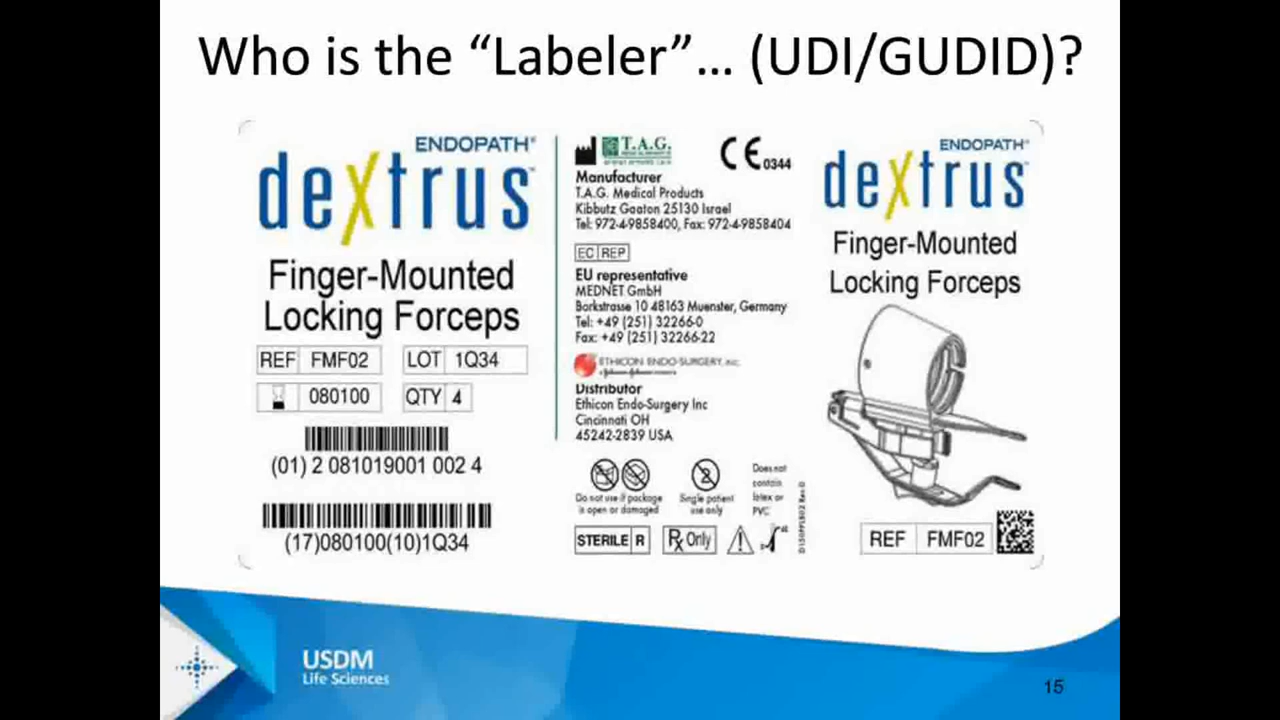 Who is the “Labeler”… (UDI/GUDID)?
ENDOPATH®
dextrus™
Finger-Mounted
Locking Forceps
REF FMF02 LOT 1Q34
080100 QTY 4
(01) 2 081019001 002 4
(17)080100(10)1Q34
T.A.G.
CE 0344
Manufacturer
T.A.G. Medical Products
Kibbutz Gaaton 25130 Israel
Tel: 972-4-9858400, Fax: 972-4-9858404
EC REP
EU representative
MEDNET GmbH
Borkstrasse 10 48163 Muenster, Germany
Tel: +49 (251) 32266-0
Fax: +49 (251) 32266-22
ETHICON ENDO-SURGERY, INC.
Distributor
Ethicon Endo-Surgery Inc
Cincinnati OH
45242-2839 USA
Do not use if package
is open or damaged
Single patient
use only
Does not
contain
latex or
PVC
STERILE R
Rx Only
ENDOPATH®
dextrus™
Finger-Mounted
Locking Forceps
REF FMF02
USDM
Life Sciences
15